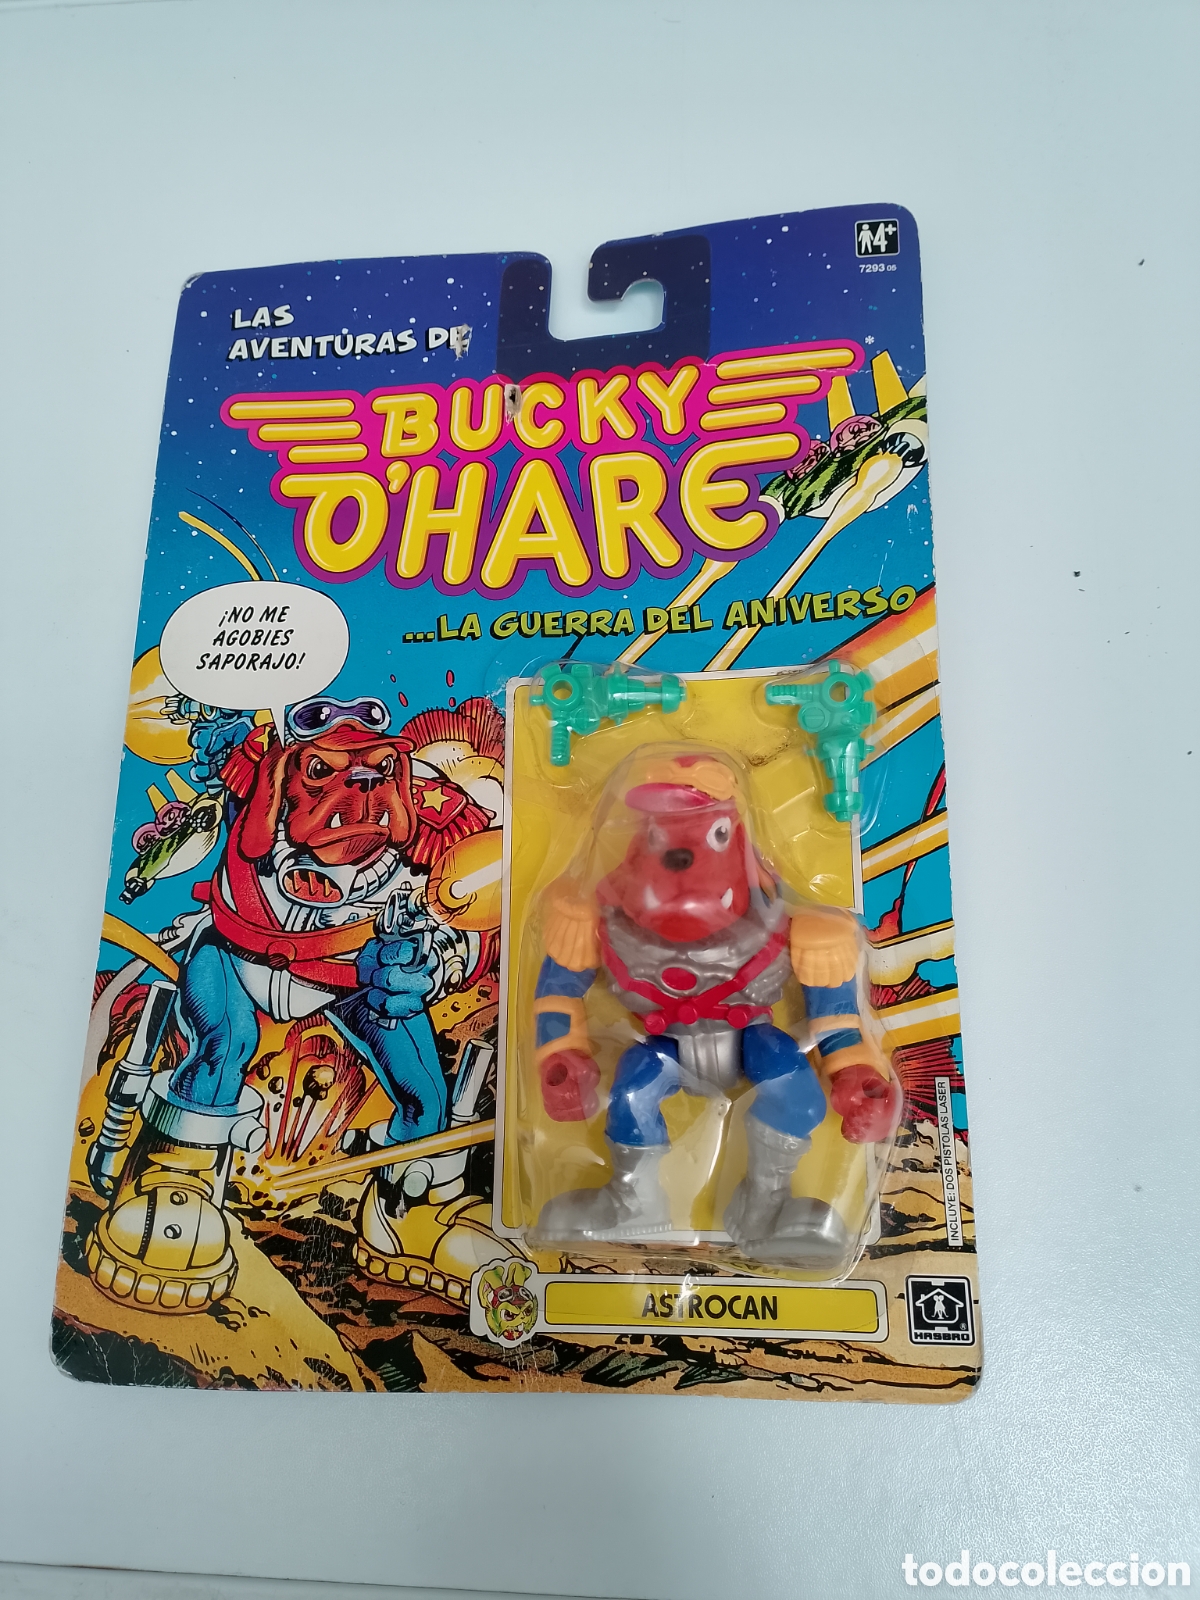 4+
7293 05
LAS
AVENTURAS DE
BUCKY
O'HARE
*
...LA GUERRA DEL ANIVERSO
¡NO ME
AGOBIES
SAPORAJO!
INCLUYE: DOS PISTOLAS LASER
ASTROCAN
HASBRO®
todocoleccion